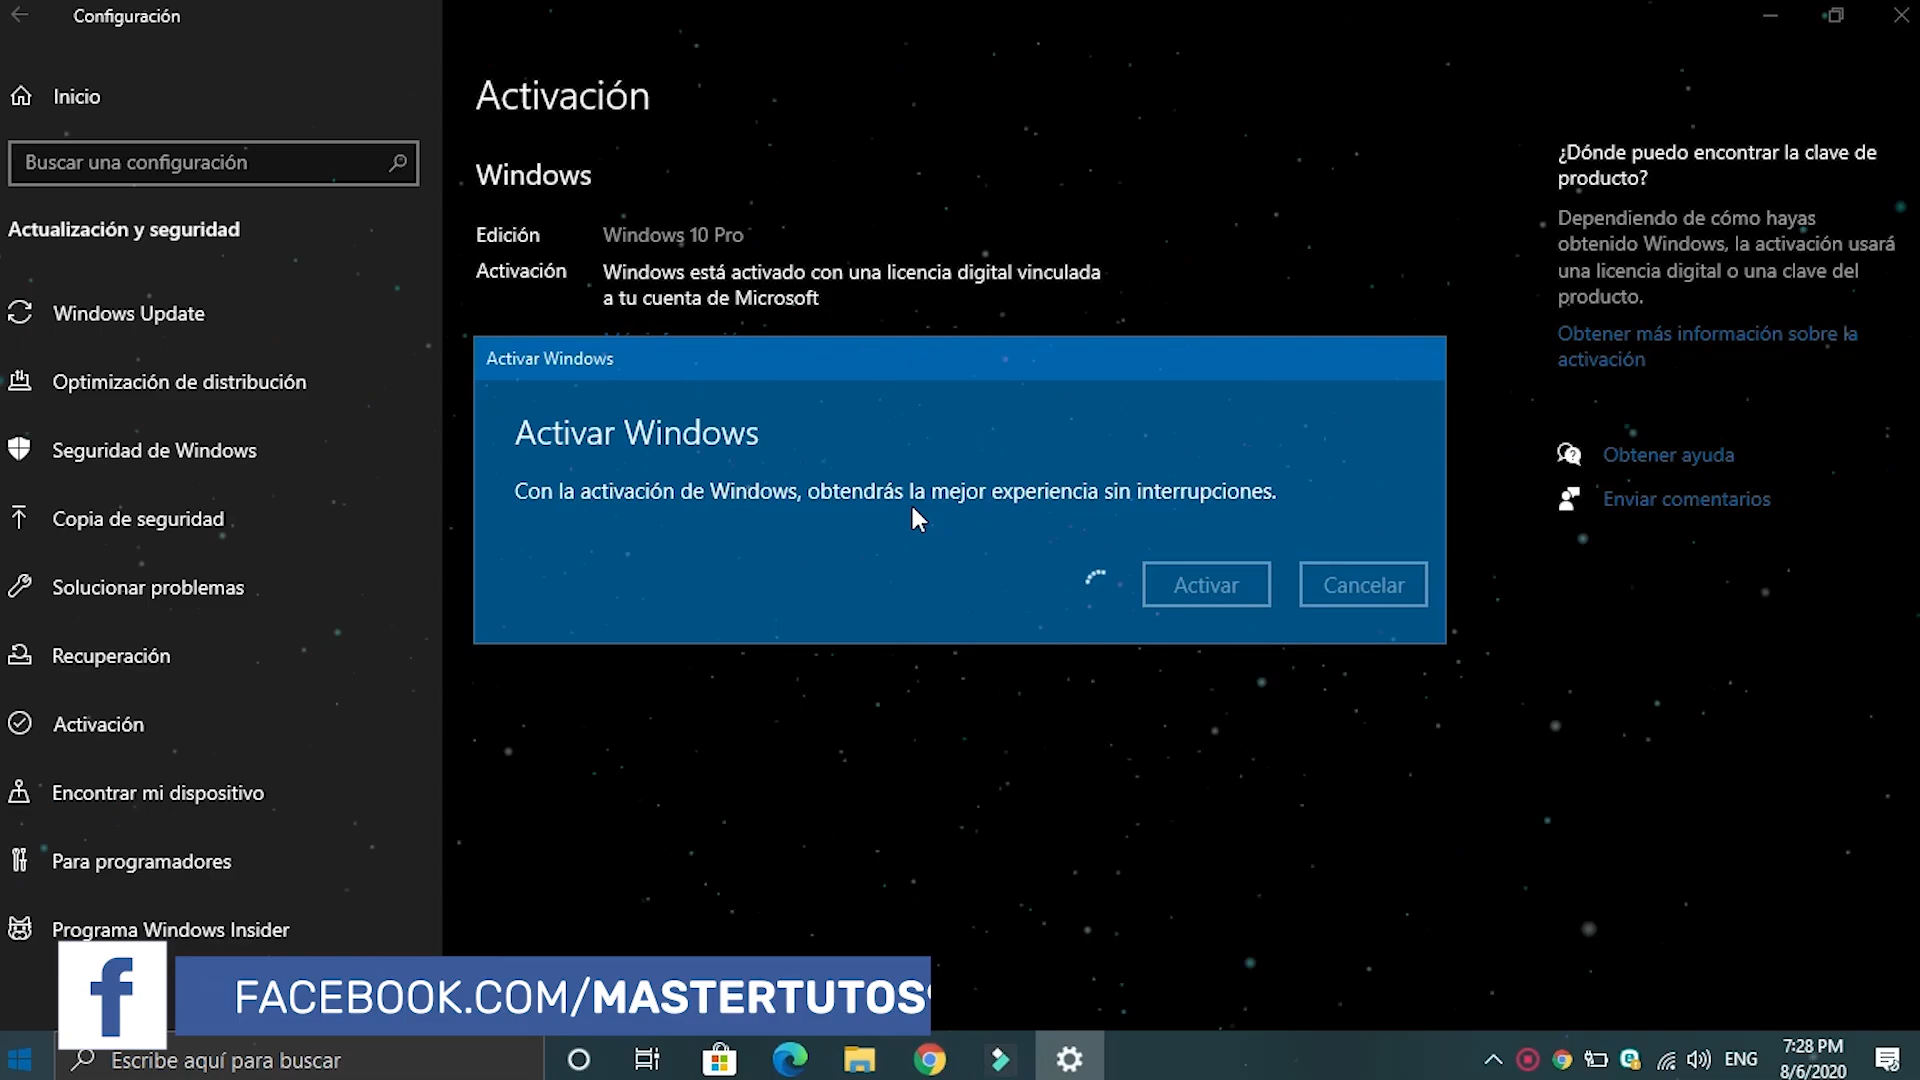 Configuración
Inicio
Buscar una configuración
Actualización y seguridad
Windows Update
Optimización de distribución
Seguridad de Windows
Copia de seguridad
Solucionar problemas
Recuperación
Activación
Encontrar mi dispositivo
Para programadores
Programa Windows Insider
Activación
Windows
Edición Windows 10 Pro
Activación Windows está activado con una licencia digital vinculada
a tu cuenta de Microsoft
Activar Windows
Activar Windows
Con la activación de Windows, obtendrás la mejor experiencia sin interrupciones.
Activar Cancelar
¿Dónde puedo encontrar la clave de
producto?
Dependiendo de cómo hayas
obtenido Windows, la activación usará
una licencia digital o una clave del
producto.
Obtener más información sobre la
activación
Obtener ayuda
Enviar comentarios
f
FACEBOOK.COM/MASTERTUTOS
Escribe aquí para buscar
ENG
7:28 PM
8/6/2020